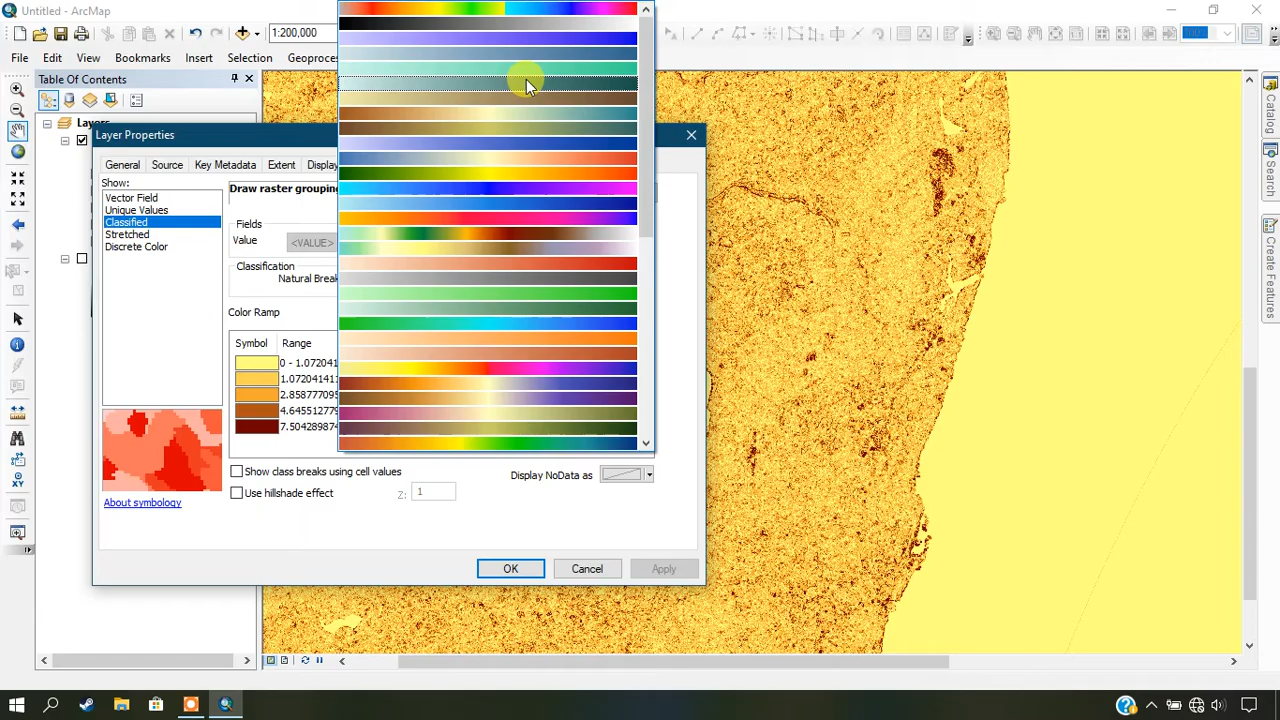 Untitled - ArcMap
1:200,000
File Edit View Bookmarks Insert Selection Geoproces
Table Of Contents
Layers
Layer Properties
General Source Key Metadata Extent Display
Show:
Vector Field
Unique Values
Classified
Stretched
Discrete Color
About symbology
Draw raster grouping
Fields
Value <VALUE>
Classification
Natural Break
Color Ramp
Symbol Range
0 - 1.07204
1.07204141
2.85877709
4.64551277
7.50428987
Show class breaks using cell values
Display NoData as
Use hillshade effect
Z: 1
OK Cancel Apply
XY
Catalog
Search
Create Features